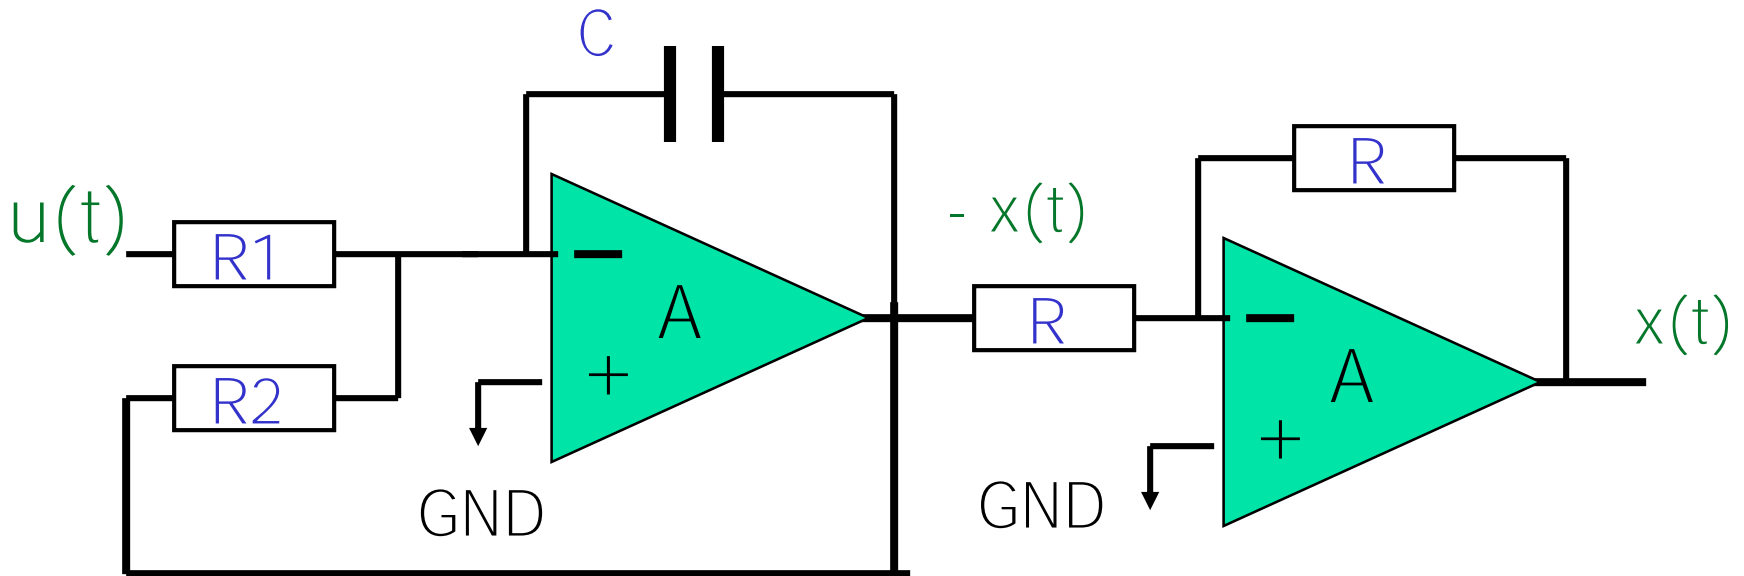 C
R
u(t)
R1
- x(t)
A
R
x(t)
R2
+
A
+
GND
GND